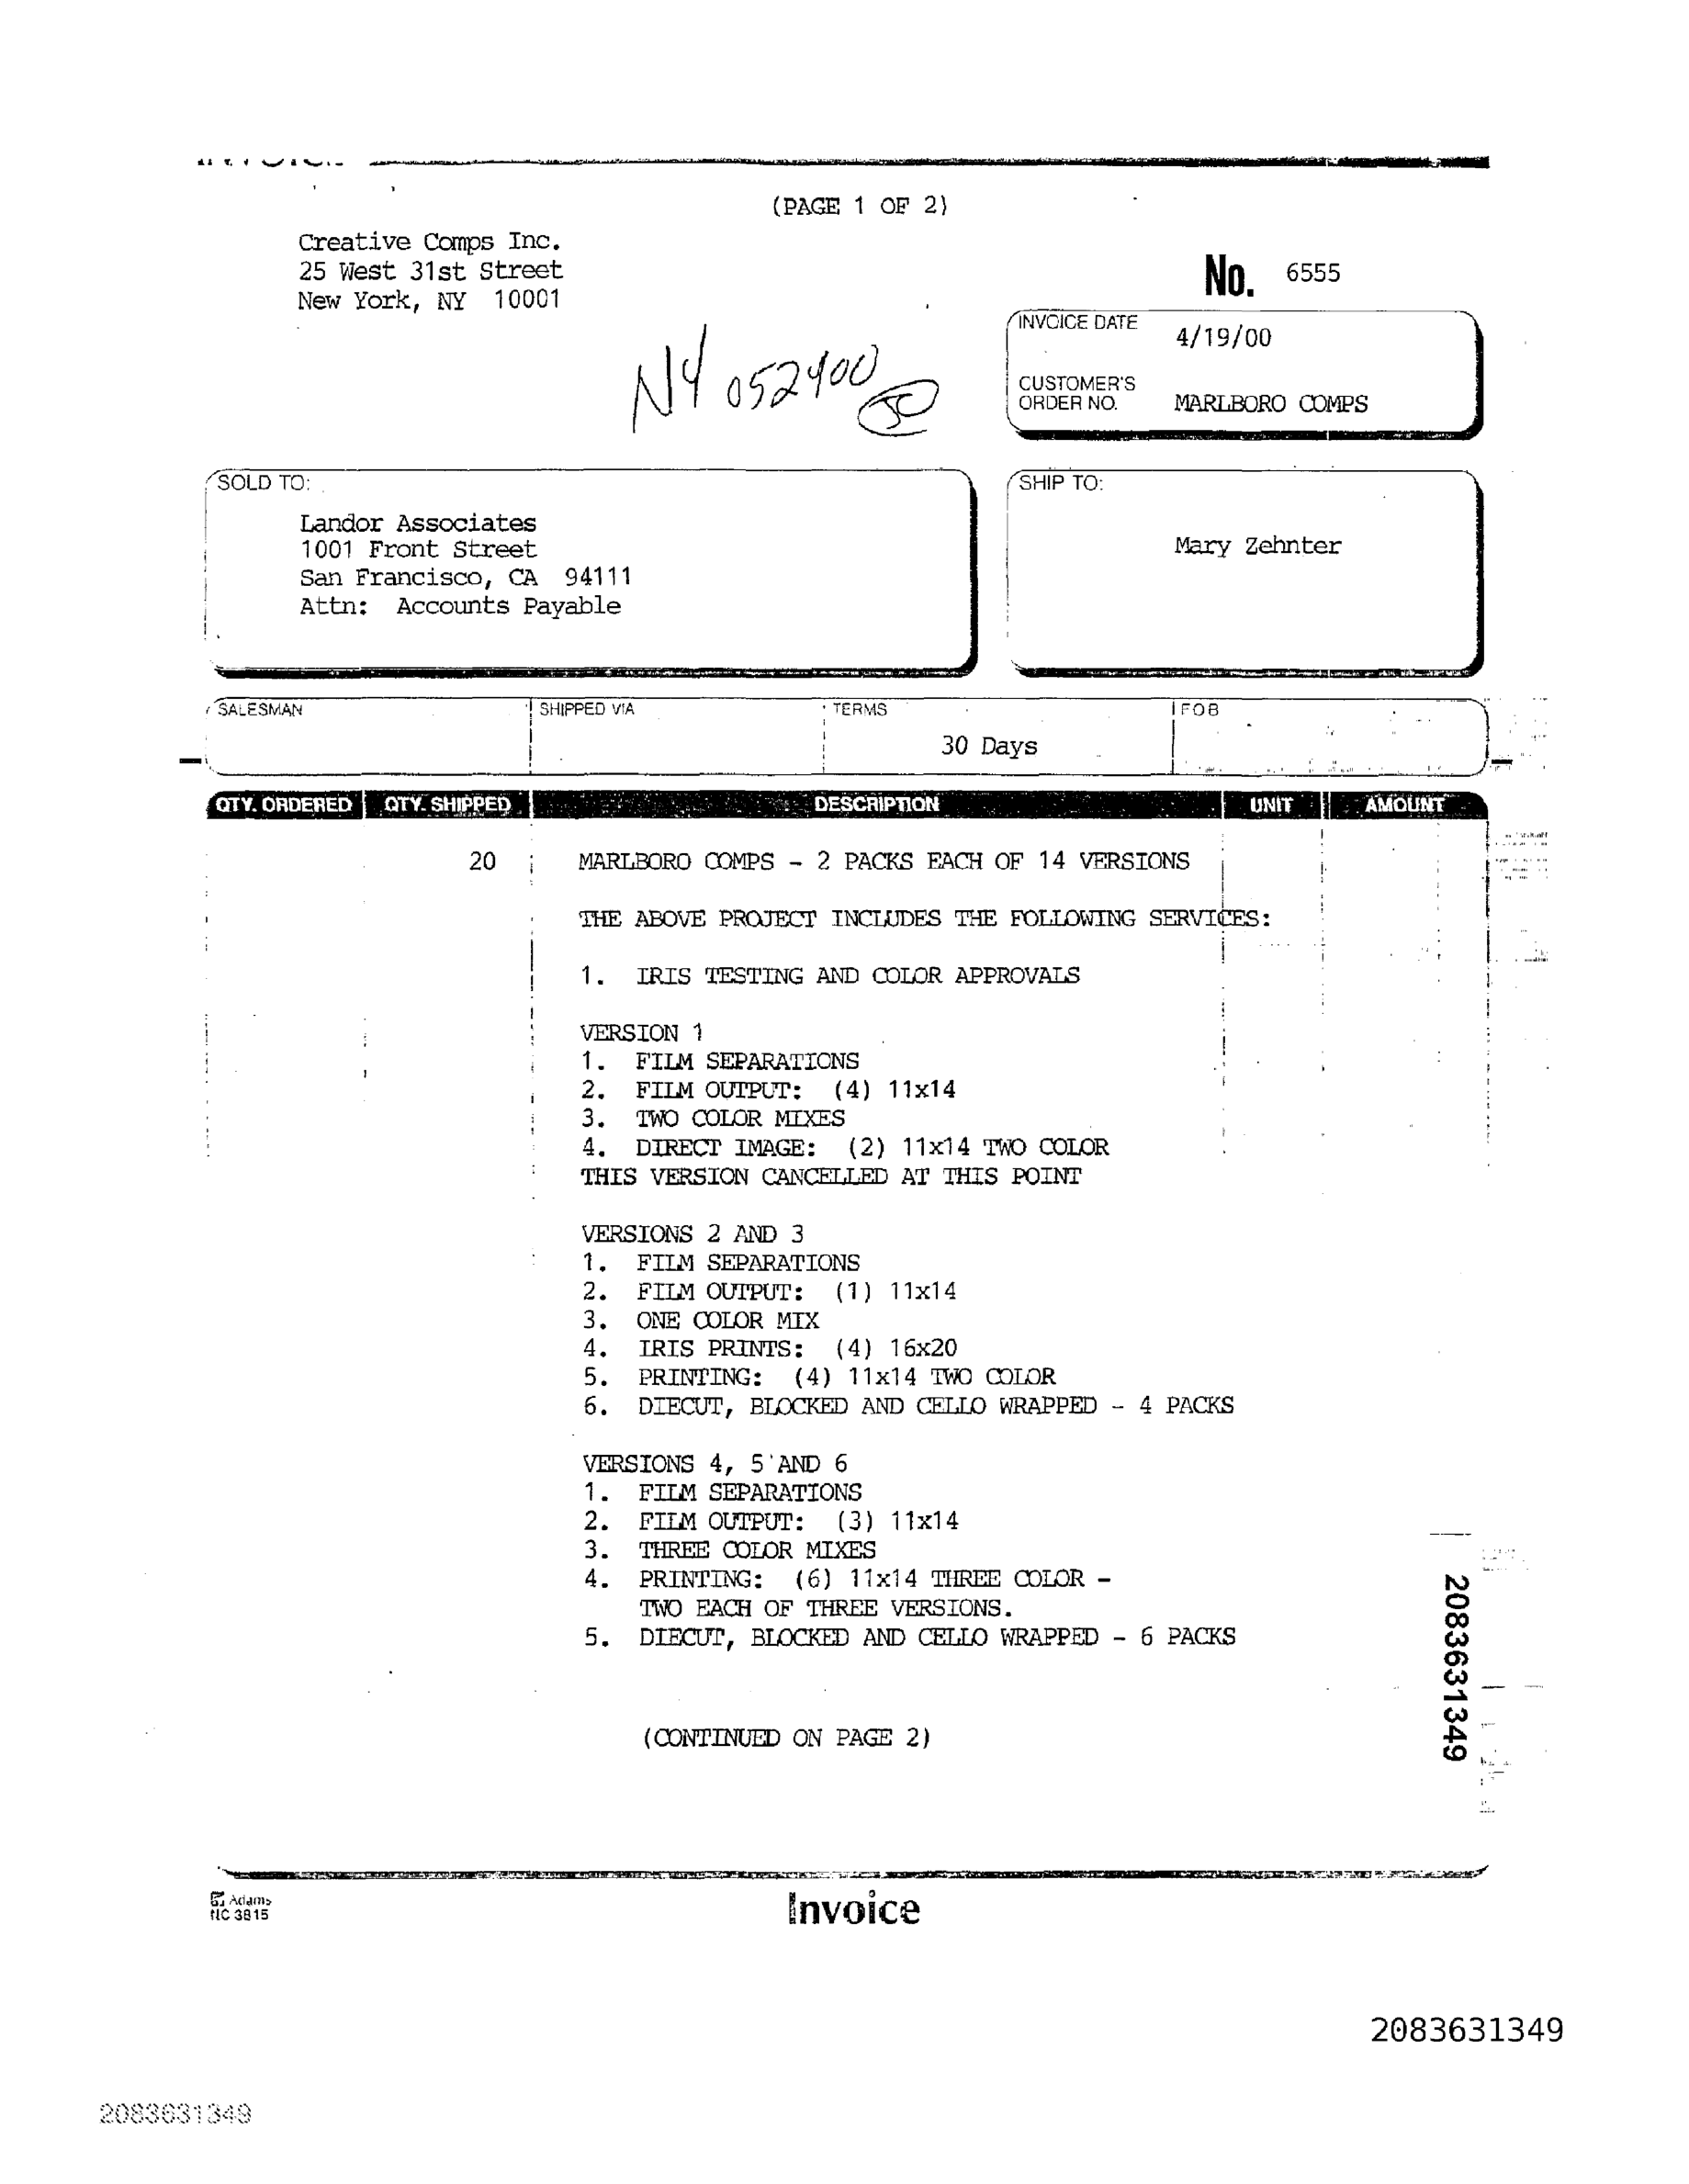 (PAGE 1 OF 2)
Creative Comps Inc.
25 West 31st Street
New York, NY 10001
No. 6555
INVOICE DATE
4/19/00
CUSTOMER'S
ORDER NO. MARLBORO COMPS
NY 052400
SOLD TO:
Landor Associates
1001 Front Street
San Francisco, CA 94111
Attn: Accounts Payable
SHIP TO:
Mary Zehnter
SALESMAN SHIPPED VIA TERMS FOB
30 Days
QTY. ORDERED QTY. SHIPPED DESCRIPTION UNIT AMOUNT
20 MARLBORO COMPS - 2 PACKS EACH OF 14 VERSIONS
THE ABOVE PROJECT INCLUDES THE FOLLOWING SERVICES:
1. IRIS TESTING AND COLOR APPROVALS
VERSION 1
1. FILM SEPARATIONS
2. FILM OUTPUT: (4) 11x14
3. TWO COLOR MIXES
4. DIRECT IMAGE: (2) 11x14 TWO COLOR
THIS VERSION CANCELLED AT THIS POINT
VERSIONS 2 AND 3
1. FILM SEPARATIONS
2. FILM OUTPUT: (1) 11x14
3. ONE COLOR MIX
4. IRIS PRINTS: (4) 16x20
5. PRINTING: (4) 11x14 TWO COLOR
6. DIECUT, BLOCKED AND CELLO WRAPPED - 4 PACKS
VERSIONS 4, 5 AND 6
1. FILM SEPARATIONS
2. FILM OUTPUT: (3) 11x14
3. THREE COLOR MIXES
4. PRINTING: (6) 11x14 THREE COLOR -
TWO EACH OF THREE VERSIONS.
5. DIECUT, BLOCKED AND CELLO WRAPPED - 6 PACKS
(CONTINUED ON PAGE 2)
2083631349
Adams
NC 3815
Invoice
2083631349
2083631349